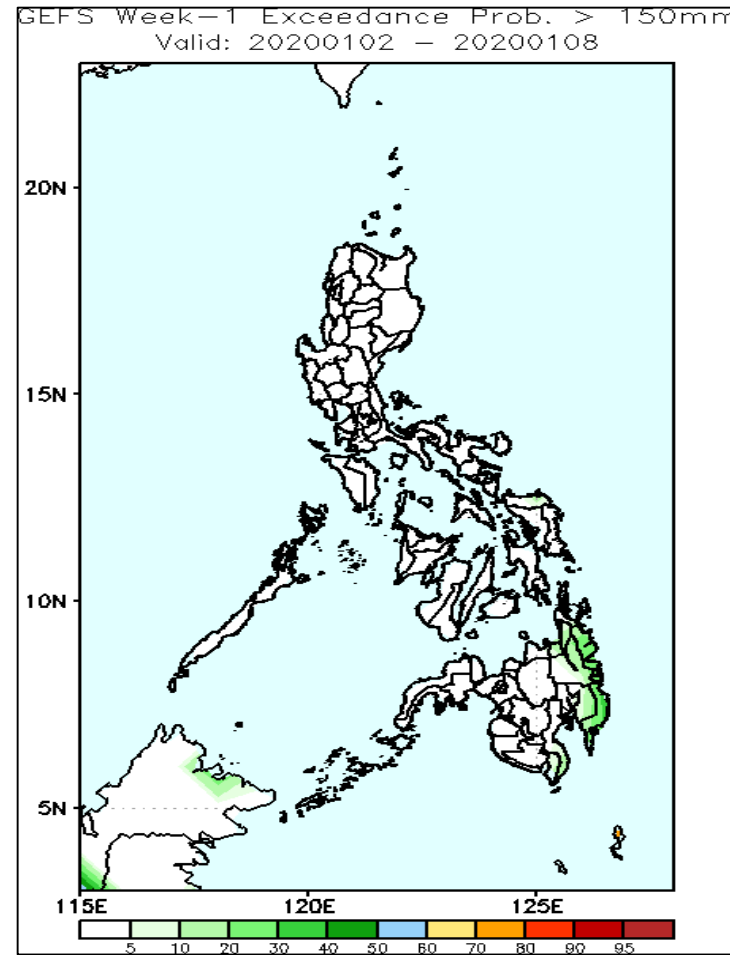 GEFS Week-1 Exceedance Prob. > 150mm
Valid: 20200102 - 20200108
20N
15N
10N
5N
115E 120E 125E
5 10 20 30 40 50 60 70 80 90 95